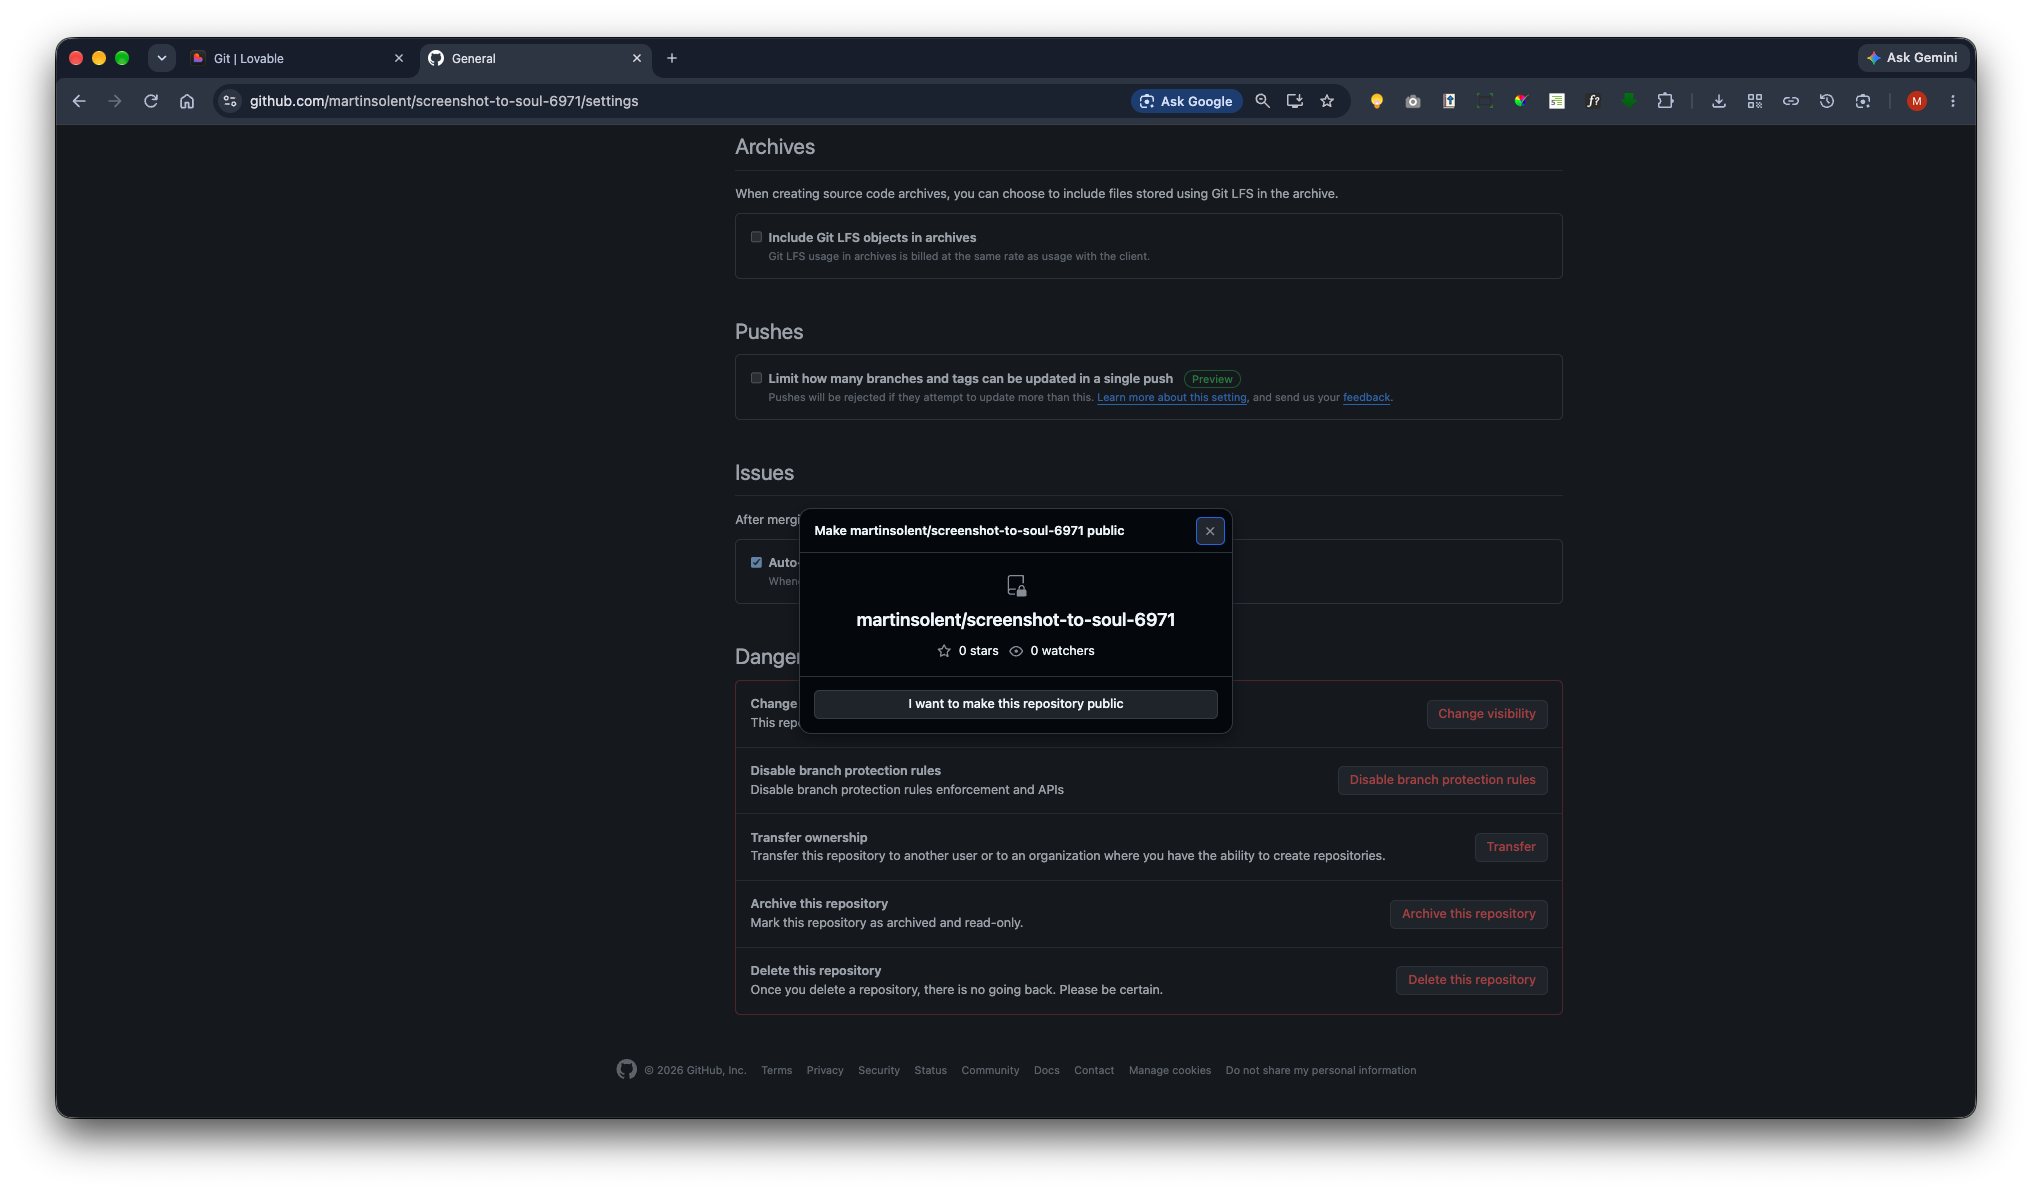 Git | Lovable
General
Ask Gemini
github.com/martinsolent/screenshot-to-soul-6971/settings
Ask Google
f?
M
Archives
When creating source code archives, you can choose to include files stored using Git LFS in the archive.
Include Git LFS objects in archives
Git LFS usage in archives is billed at the same rate as usage with the client.
Pushes
Limit how many branches and tags can be updated in a single push Preview
Pushes will be rejected if they attempt to update more than this. Learn more about this setting, and send us your feedback.
Issues
After mergi
Auto-
Whene
Make martinsolent/screenshot-to-soul-6971 public
martinsolent/screenshot-to-soul-6971
0 stars 0 watchers
I want to make this repository public
Danger
Change
This repo
Change visibility
Disable branch protection rules
Disable branch protection rules enforcement and APIs
Disable branch protection rules
Transfer ownership
Transfer this repository to another user or to an organization where you have the ability to create repositories.
Transfer
Archive this repository
Mark this repository as archived and read-only.
Archive this repository
Delete this repository
Once you delete a repository, there is no going back. Please be certain.
Delete this repository
© 2026 GitHub, Inc. Terms Privacy Security Status Community Docs Contact Manage cookies Do not share my personal information